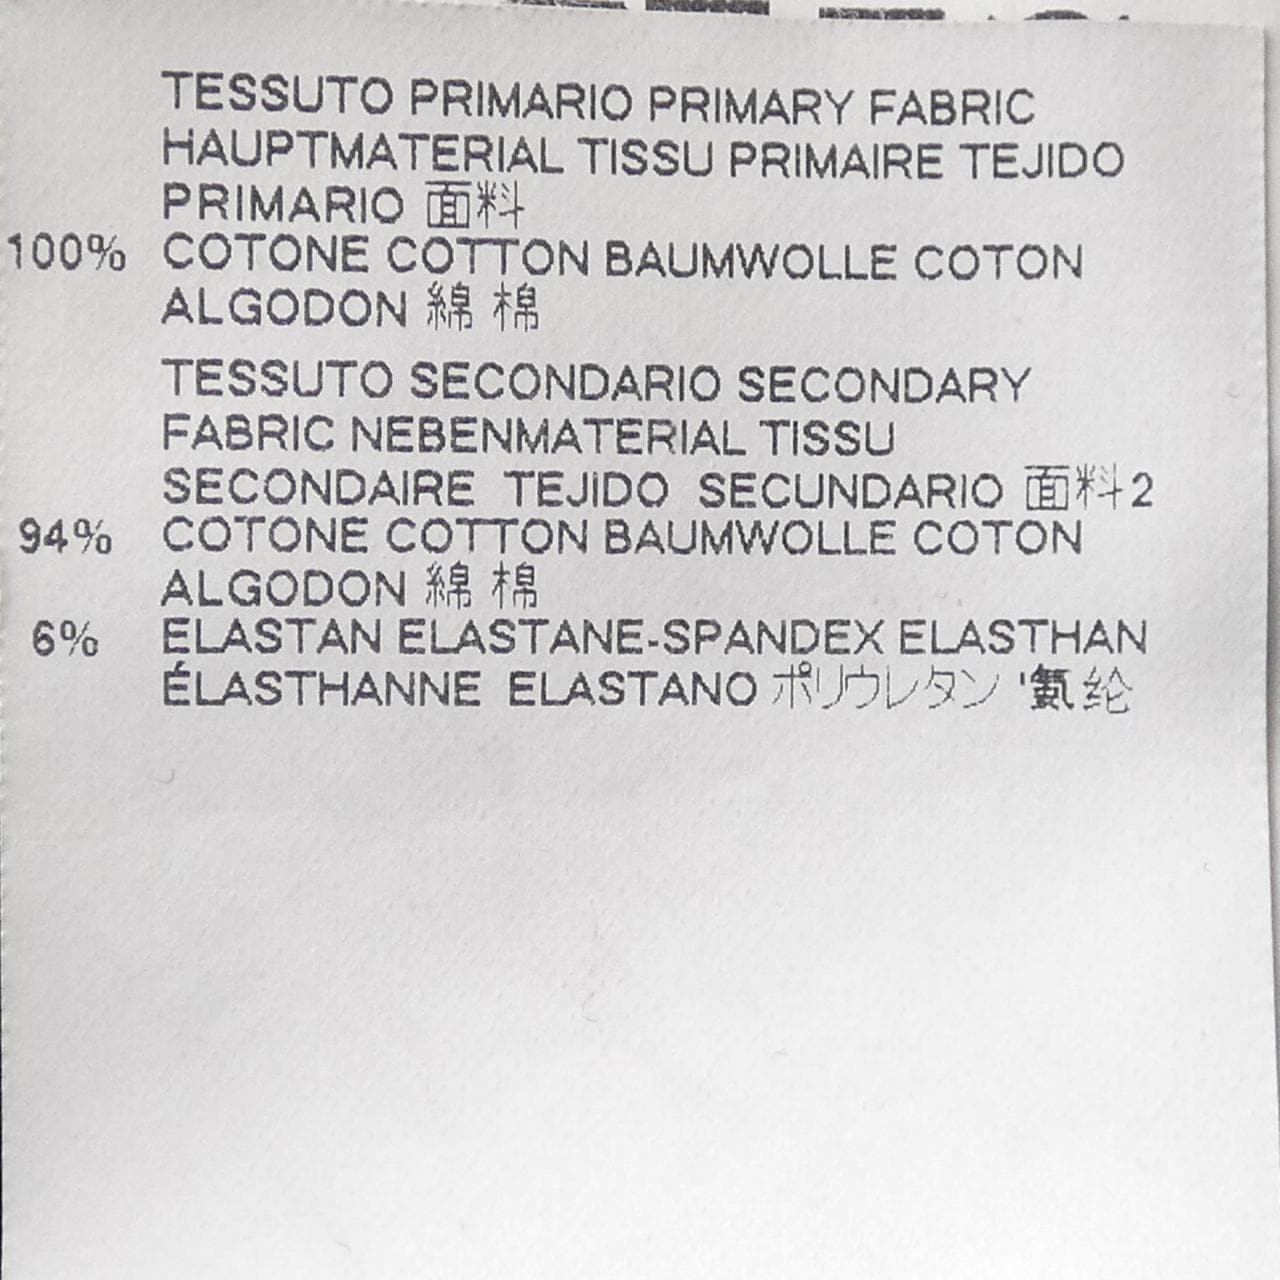 TESSUTO PRIMARIO PRIMARY FABRIC
HAUPTMATERIAL TISSU PRIMAIRE TEJIDO
PRIMARIO 面料
100% COTONE COTTON BAUMWOLLE COTON
ALGODON 綿 棉
TESSUTO SECONDARIO SECONDARY
FABRIC NEBENMATERIAL TISSU
SECONDAIRE TEJIDO SECUNDARIO 面料2
94% COTONE COTTON BAUMWOLLE COTON
ALGODON 綿 棉
6% ELASTAN ELASTANE-SPANDEX ELASTHAN
ÉLASTHANNE ELASTANO ポリウレタン '氨纶